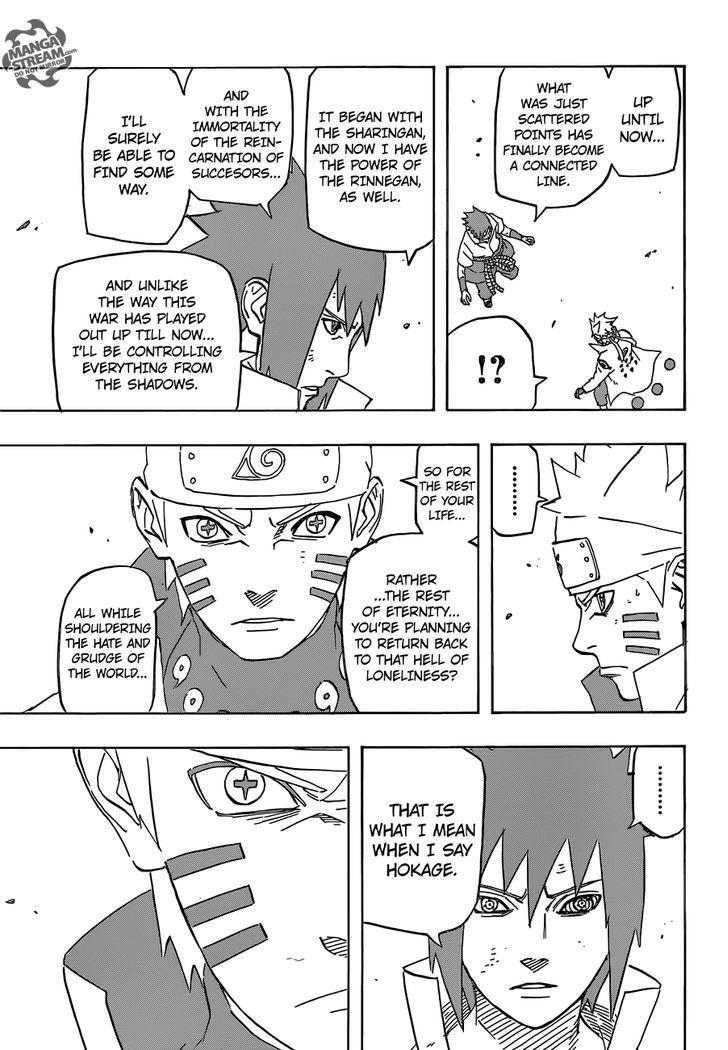 MANGA
STREAM.com
DO NOT MIRROR
UP
UNTIL
NOW...
WHAT
WAS JUST
SCATTERED
POINTS HAS
FINALLY BECOME
A CONNECTED
LINE.
!?
IT BEGAN WITH
THE SHARINGAN,
AND NOW I HAVE
THE POWER OF
THE RINNEGAN,
AS WELL.
AND
WITH THE
IMMORTALITY
OF THE REIN-
CARNATION OF
SUCCESORS...
I'LL
SURELY
BE ABLE TO
FIND SOME
WAY.
AND UNLIKE
THE WAY THIS
WAR HAS PLAYED
OUT UP TILL NOW...
I'LL BE CONTROLLING
EVERYTHING FROM
THE SHADOWS.
........
SO FOR
THE REST
OF YOUR
LIFE...
RATHER
...THE REST
OF ETERNITY...
YOU'RE PLANNING
TO RETURN BACK
TO THAT HELL OF
LONELINESS?
ALL WHILE
SHOULDERING
THE HATE AND
GRUDGE OF
THE WORLD...
........
THAT IS
WHAT I MEAN
WHEN I SAY
HOKAGE.